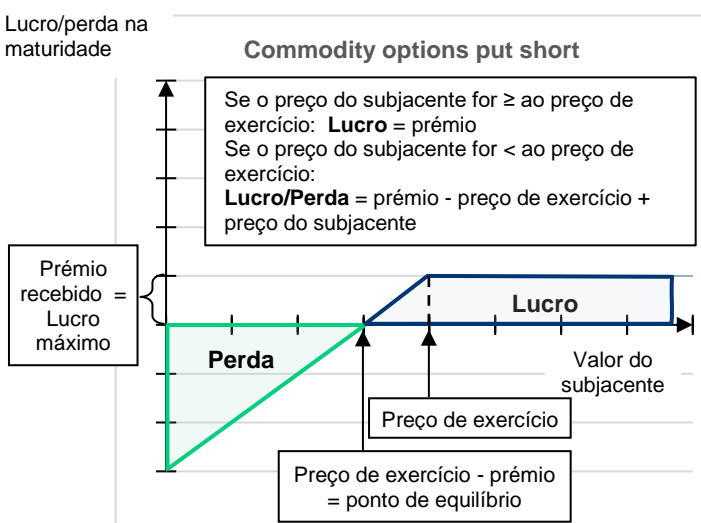 Lucro/perda na
maturidade
Commodity options put short
Se o preço do subjacente for ≥ ao preço de
exercício: Lucro = prémio
Se o preço do subjacente for < ao preço de
exercício:
Lucro/Perda = prémio - preço de exercício +
preço do subjacente
Prémio
recebido =
Lucro
máximo
Lucro
Perda
Valor do
subjacente
Preço de exercício
Preço de exercício - prémio
= ponto de equilíbrio